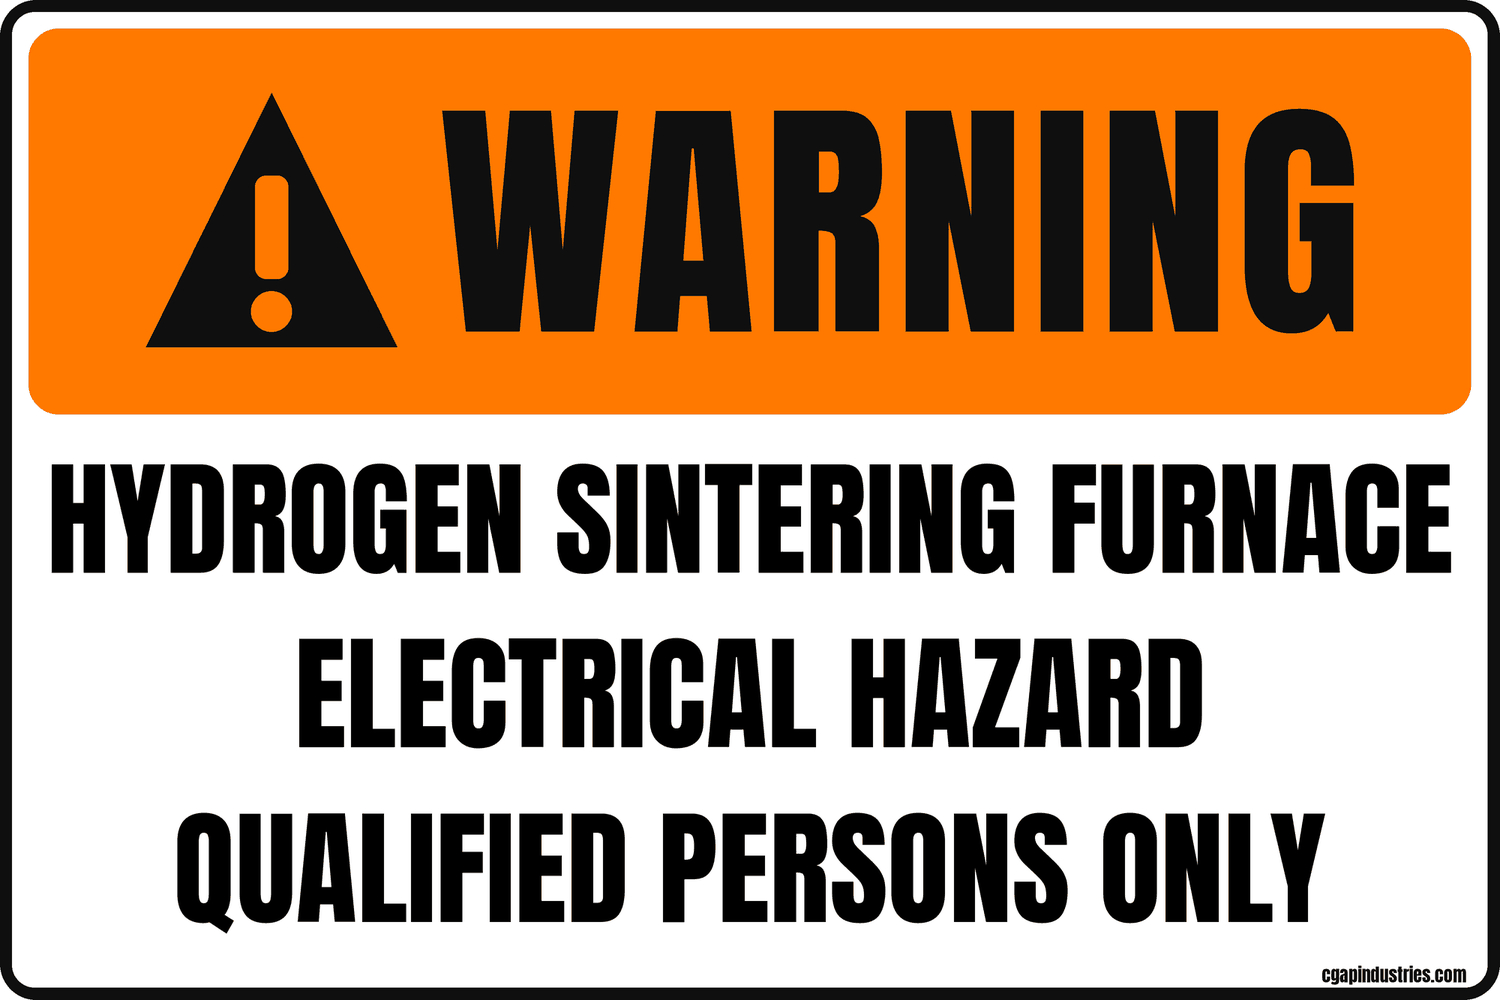 WARNING
HYDROGEN SINTERING FURNACE
ELECTRICAL HAZARD
QUALIFIED PERSONS ONLY
cgapindustries.com